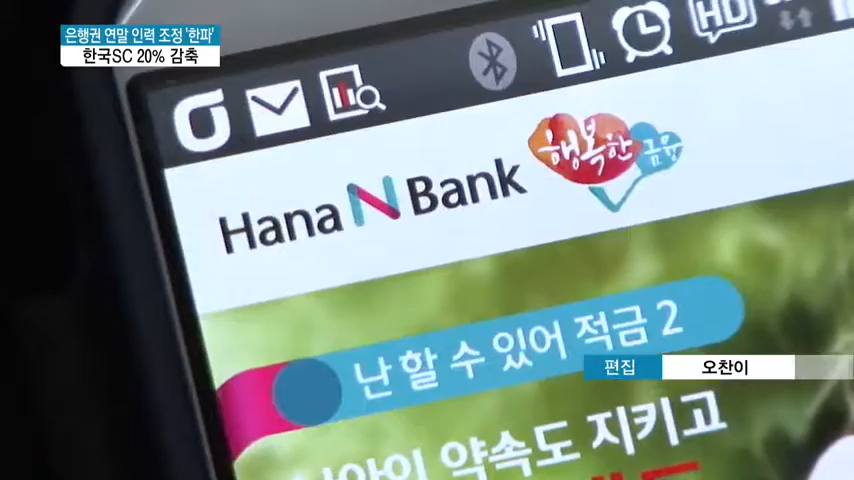 은행권 연말 인력 조정 '한파'
한국SC 20% 감축
HD
Hana N Bank
행복한 금융
난 할 수 있어 적금 2
편집 오찬이
약속도 지키고